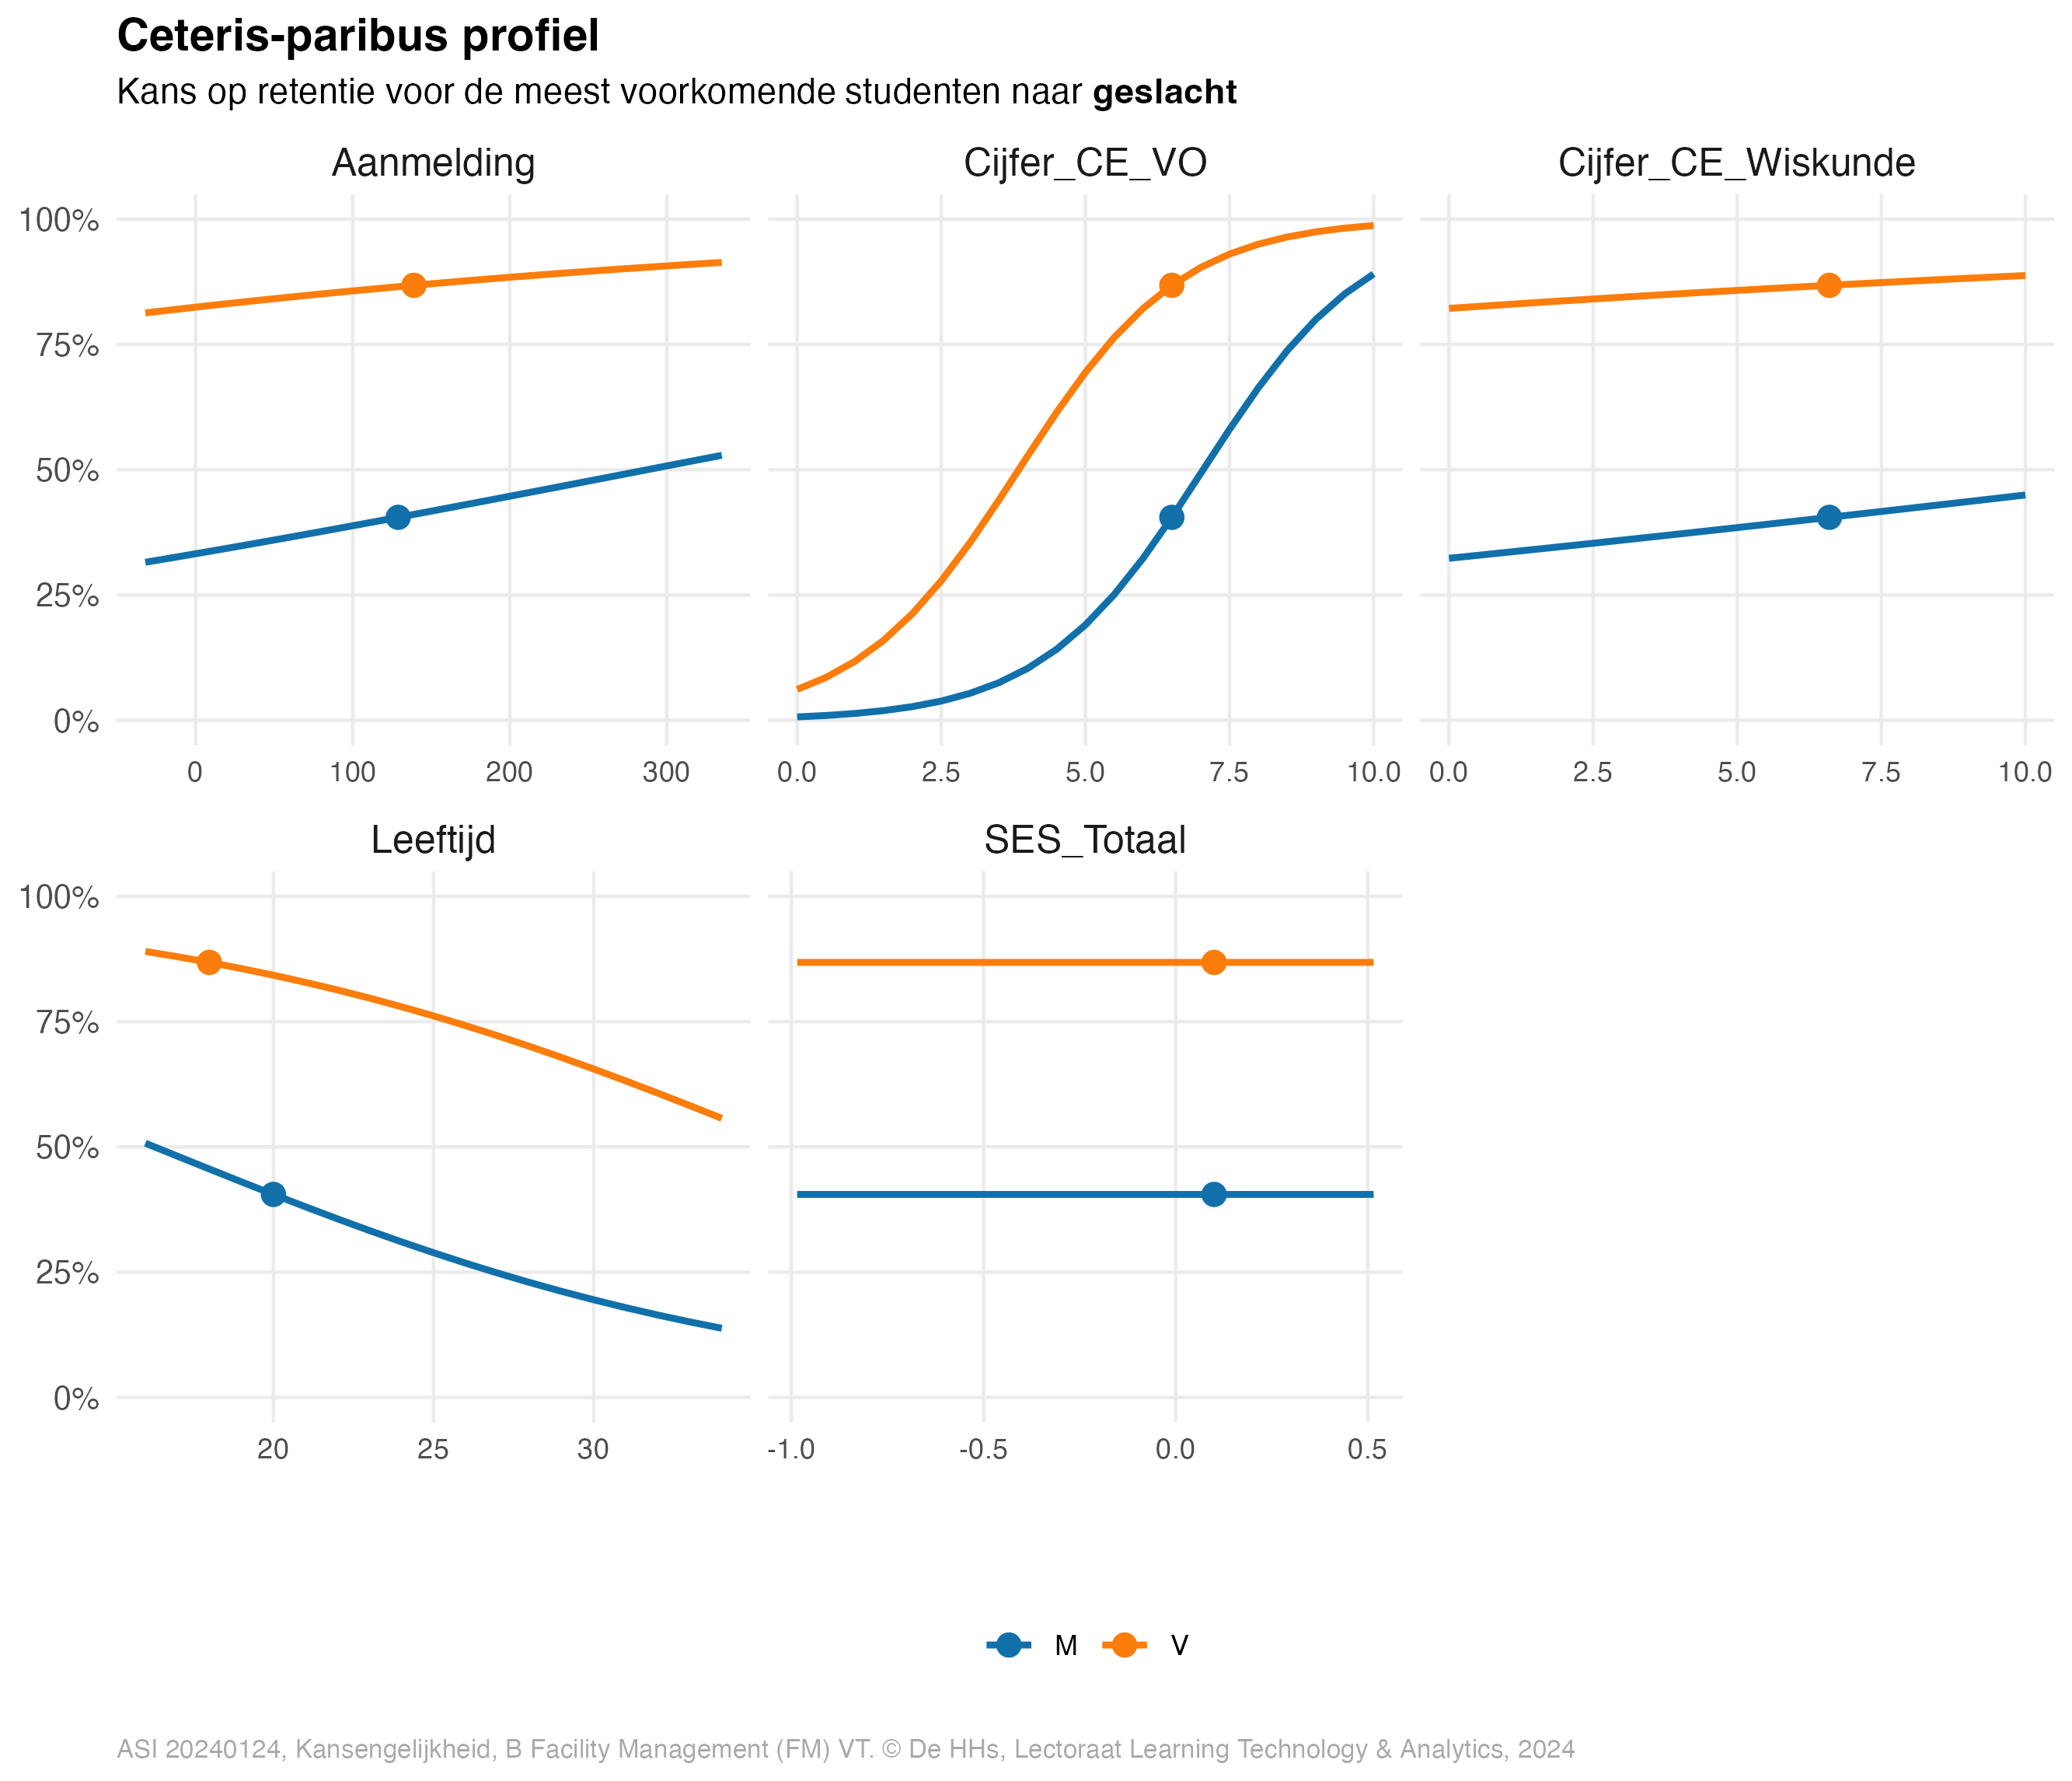 Ceteris-paribus profiel
Kans op retentie voor de meest voorkomende studenten naar geslacht
Aanmelding
Cijfer_CE_VO
Cijfer_CE_Wiskunde
100%
75%
50%
25%
0%
0 100 200 300
0.0 2.5 5.0 7.5 10.0
0.0 2.5 5.0 7.5 10.0
Leeftijd
SES_Totaal
100%
75%
50%
25%
0%
20 25 30
-1.0 -0.5 0.0 0.5
M V
ASI 20240124, Kansengelijkheid, B Facility Management (FM) VT. © De HHs, Lectoraat Learning Technology & Analytics, 2024